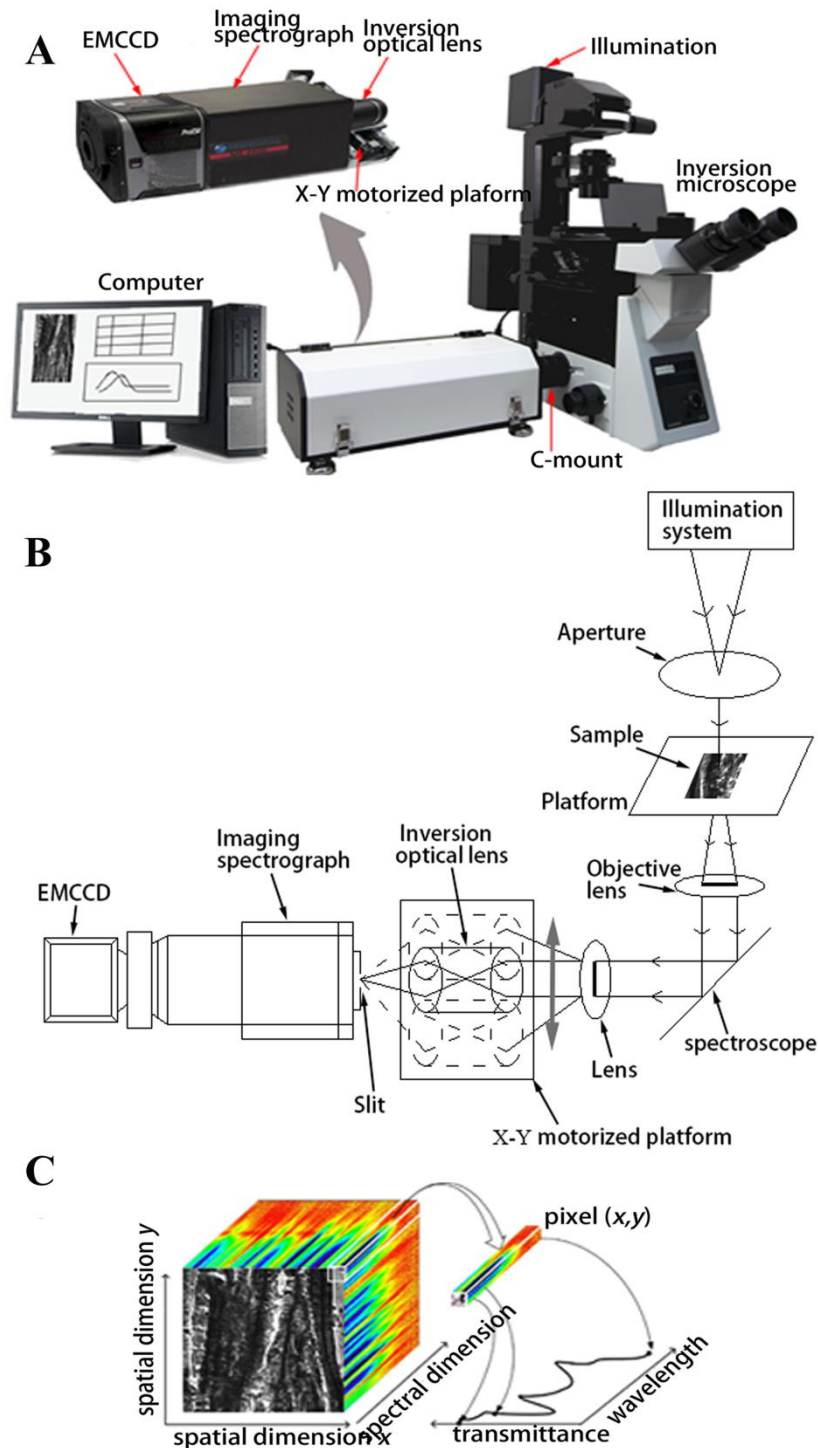 A
EMCCD
Imaging
spectrograph
Inversion
optical lens
Illumination
X-Y motorized plaform
Inversion
microscope
Computer
C-mount
B
Illumination
system
Aperture
Sample
Platform
Objective
lens
Inversion
optical lens
Imaging
spectrograph
EMCCD
spectroscope
Lens
Slit
X-Y motorized platform
C
pixel (x,y)
spatial dimension y
spectral dimension
wavelength
spatial dimension x
transmittance